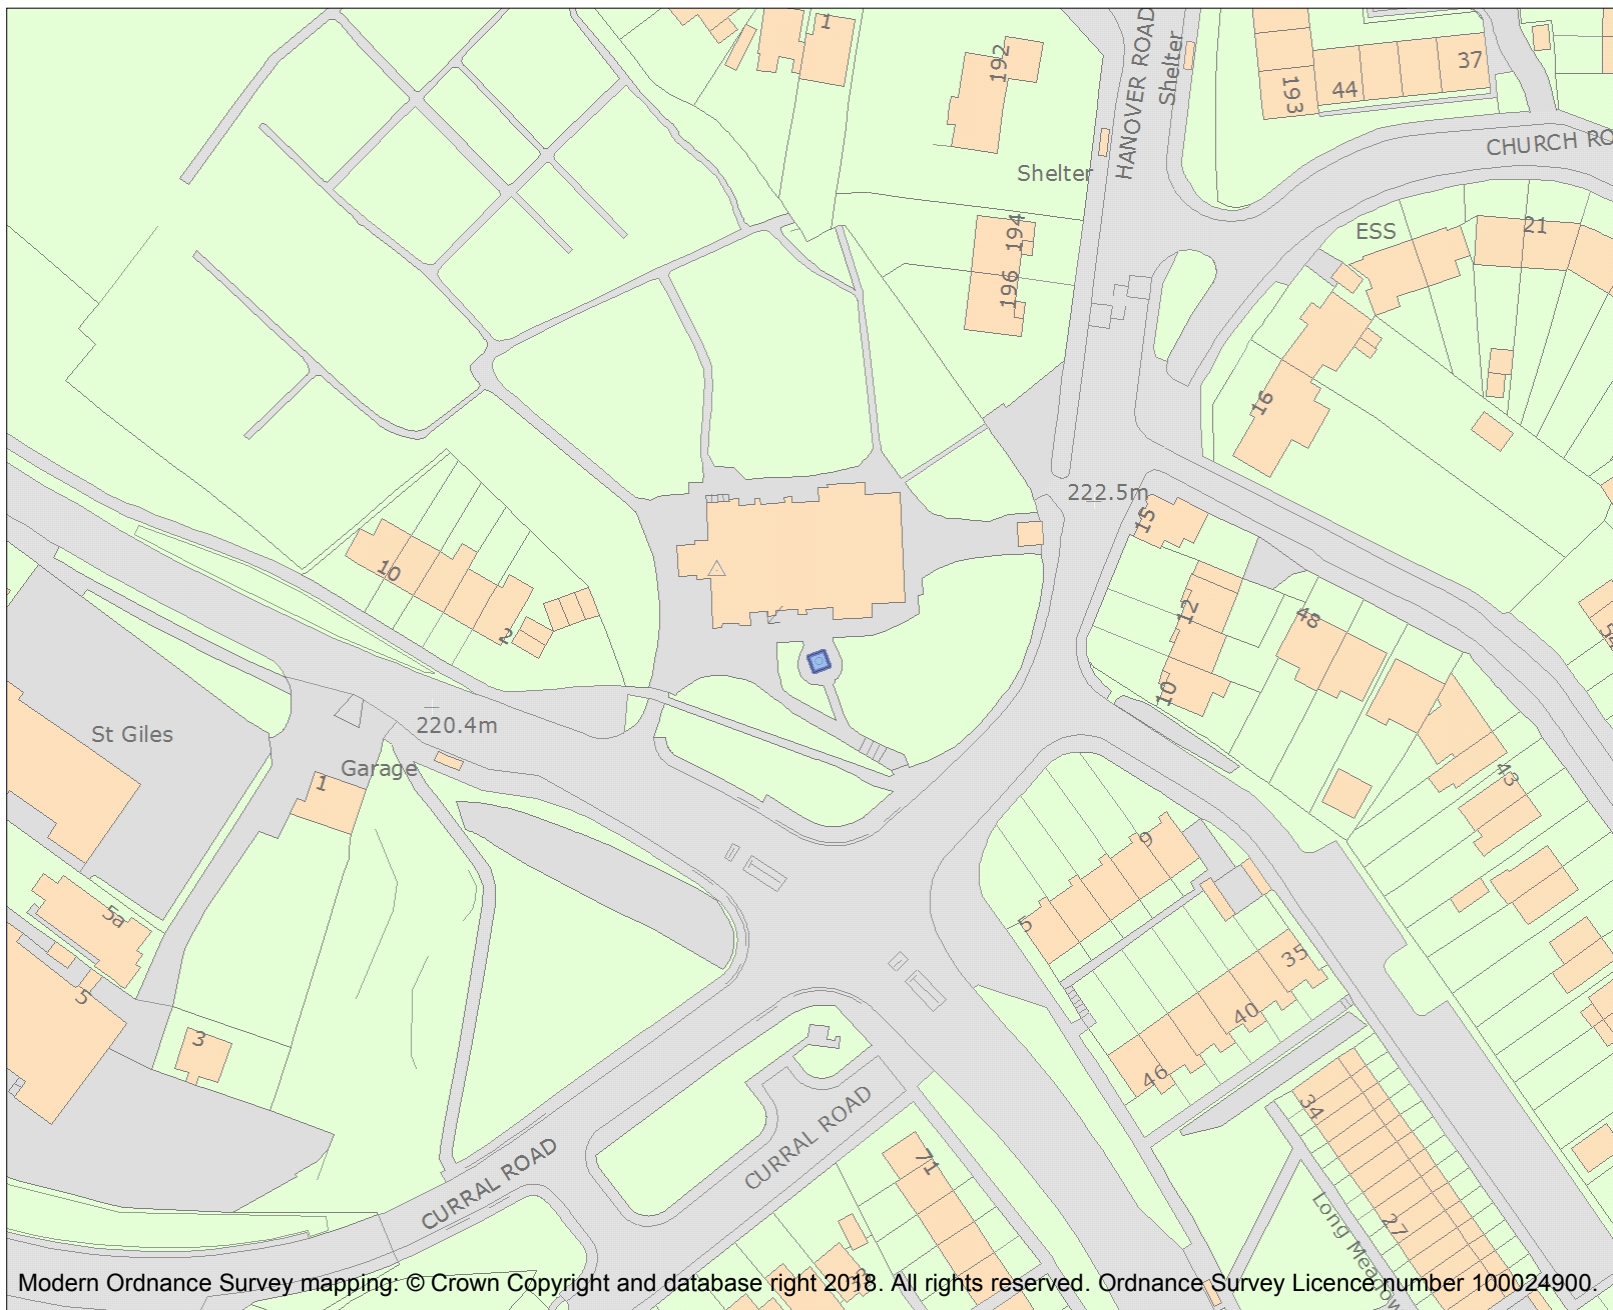 1
192
HANOVER ROAD
Shelter
193
44
37
CHURCH RO
Shelter
194
196
ESS
21
16
222.5m
15
10
2
12
48
10
220.4m
St Giles
Garage
1
43
9
5
5a
5
3
35
40
46
34
CURRAL ROAD
CURRAL ROAD
71
27
Long Meadow
Modern Ordnance Survey mapping: © Crown Copyright and database right 2018. All rights reserved. Ordnance Survey Licence number 100024900.